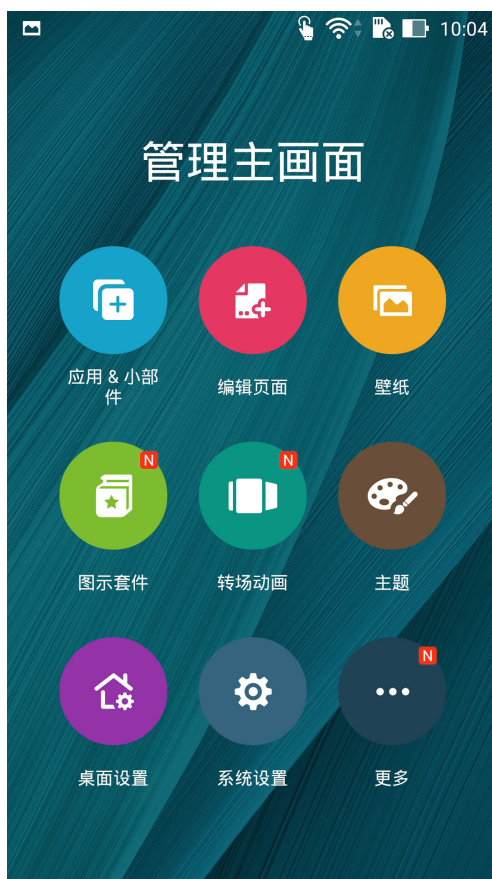 10:04
管理主画面
应用 & 小部
件
编辑页面
壁纸
N
N
图示套件
转场动画
主题
N
桌面设置
系统设置
更多